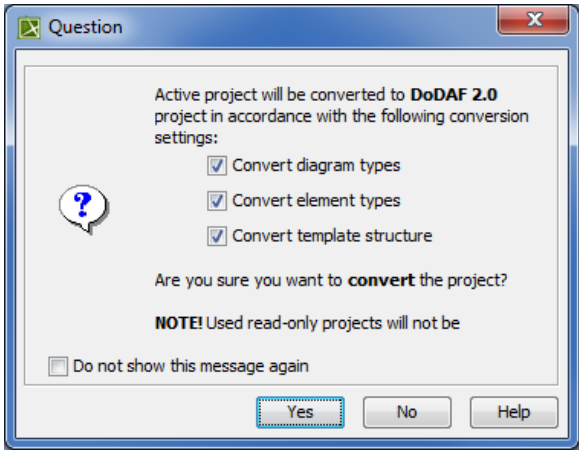 Question
Active project will be converted to DoDAF 2.0
project in accordance with the following conversion
settings:
Convert diagram types
Convert element types
Convert template structure
Are you sure you want to convert the project?
NOTE! Used read-only projects will not be
Do not show this message again
Yes
No
Help